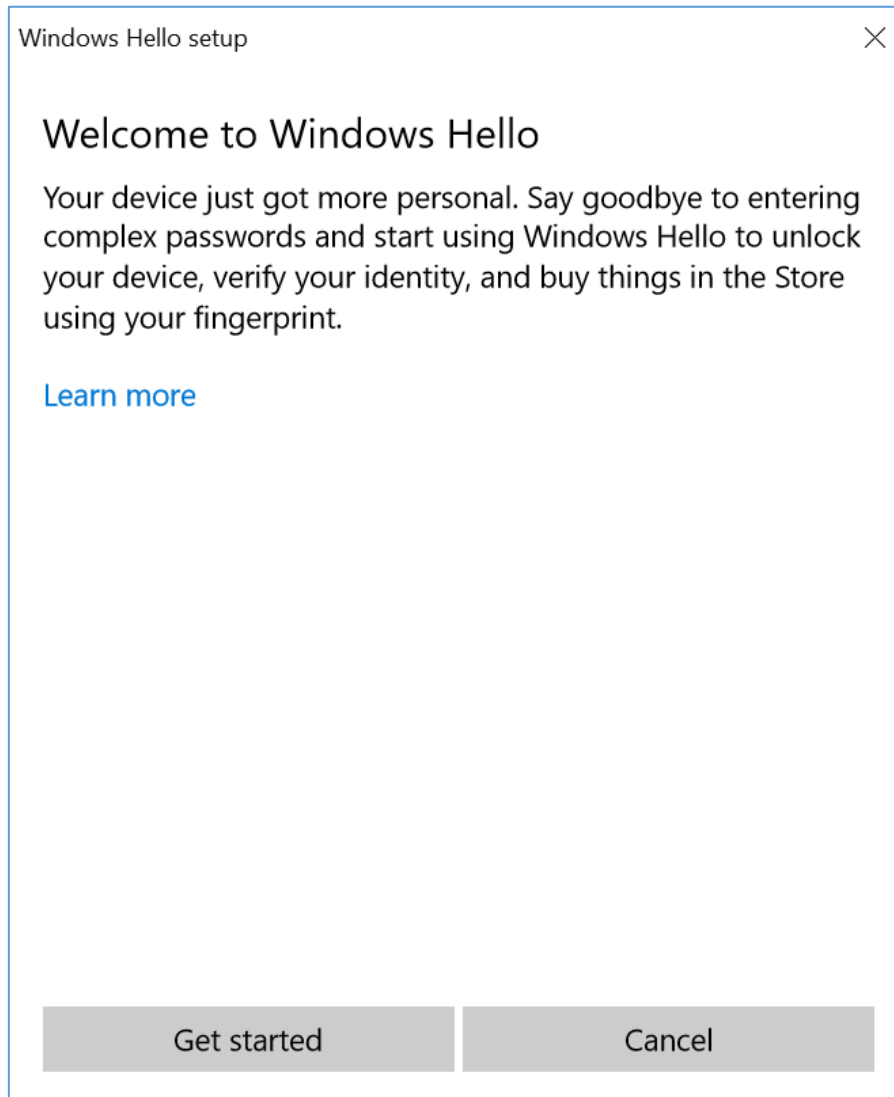 Windows Hello setup
Welcome to Windows Hello
Your device just got more personal. Say goodbye to entering
complex passwords and start using Windows Hello to unlock
your device, verify your identity, and buy things in the Store
using your fingerprint.
Learn more
Get started
Cancel